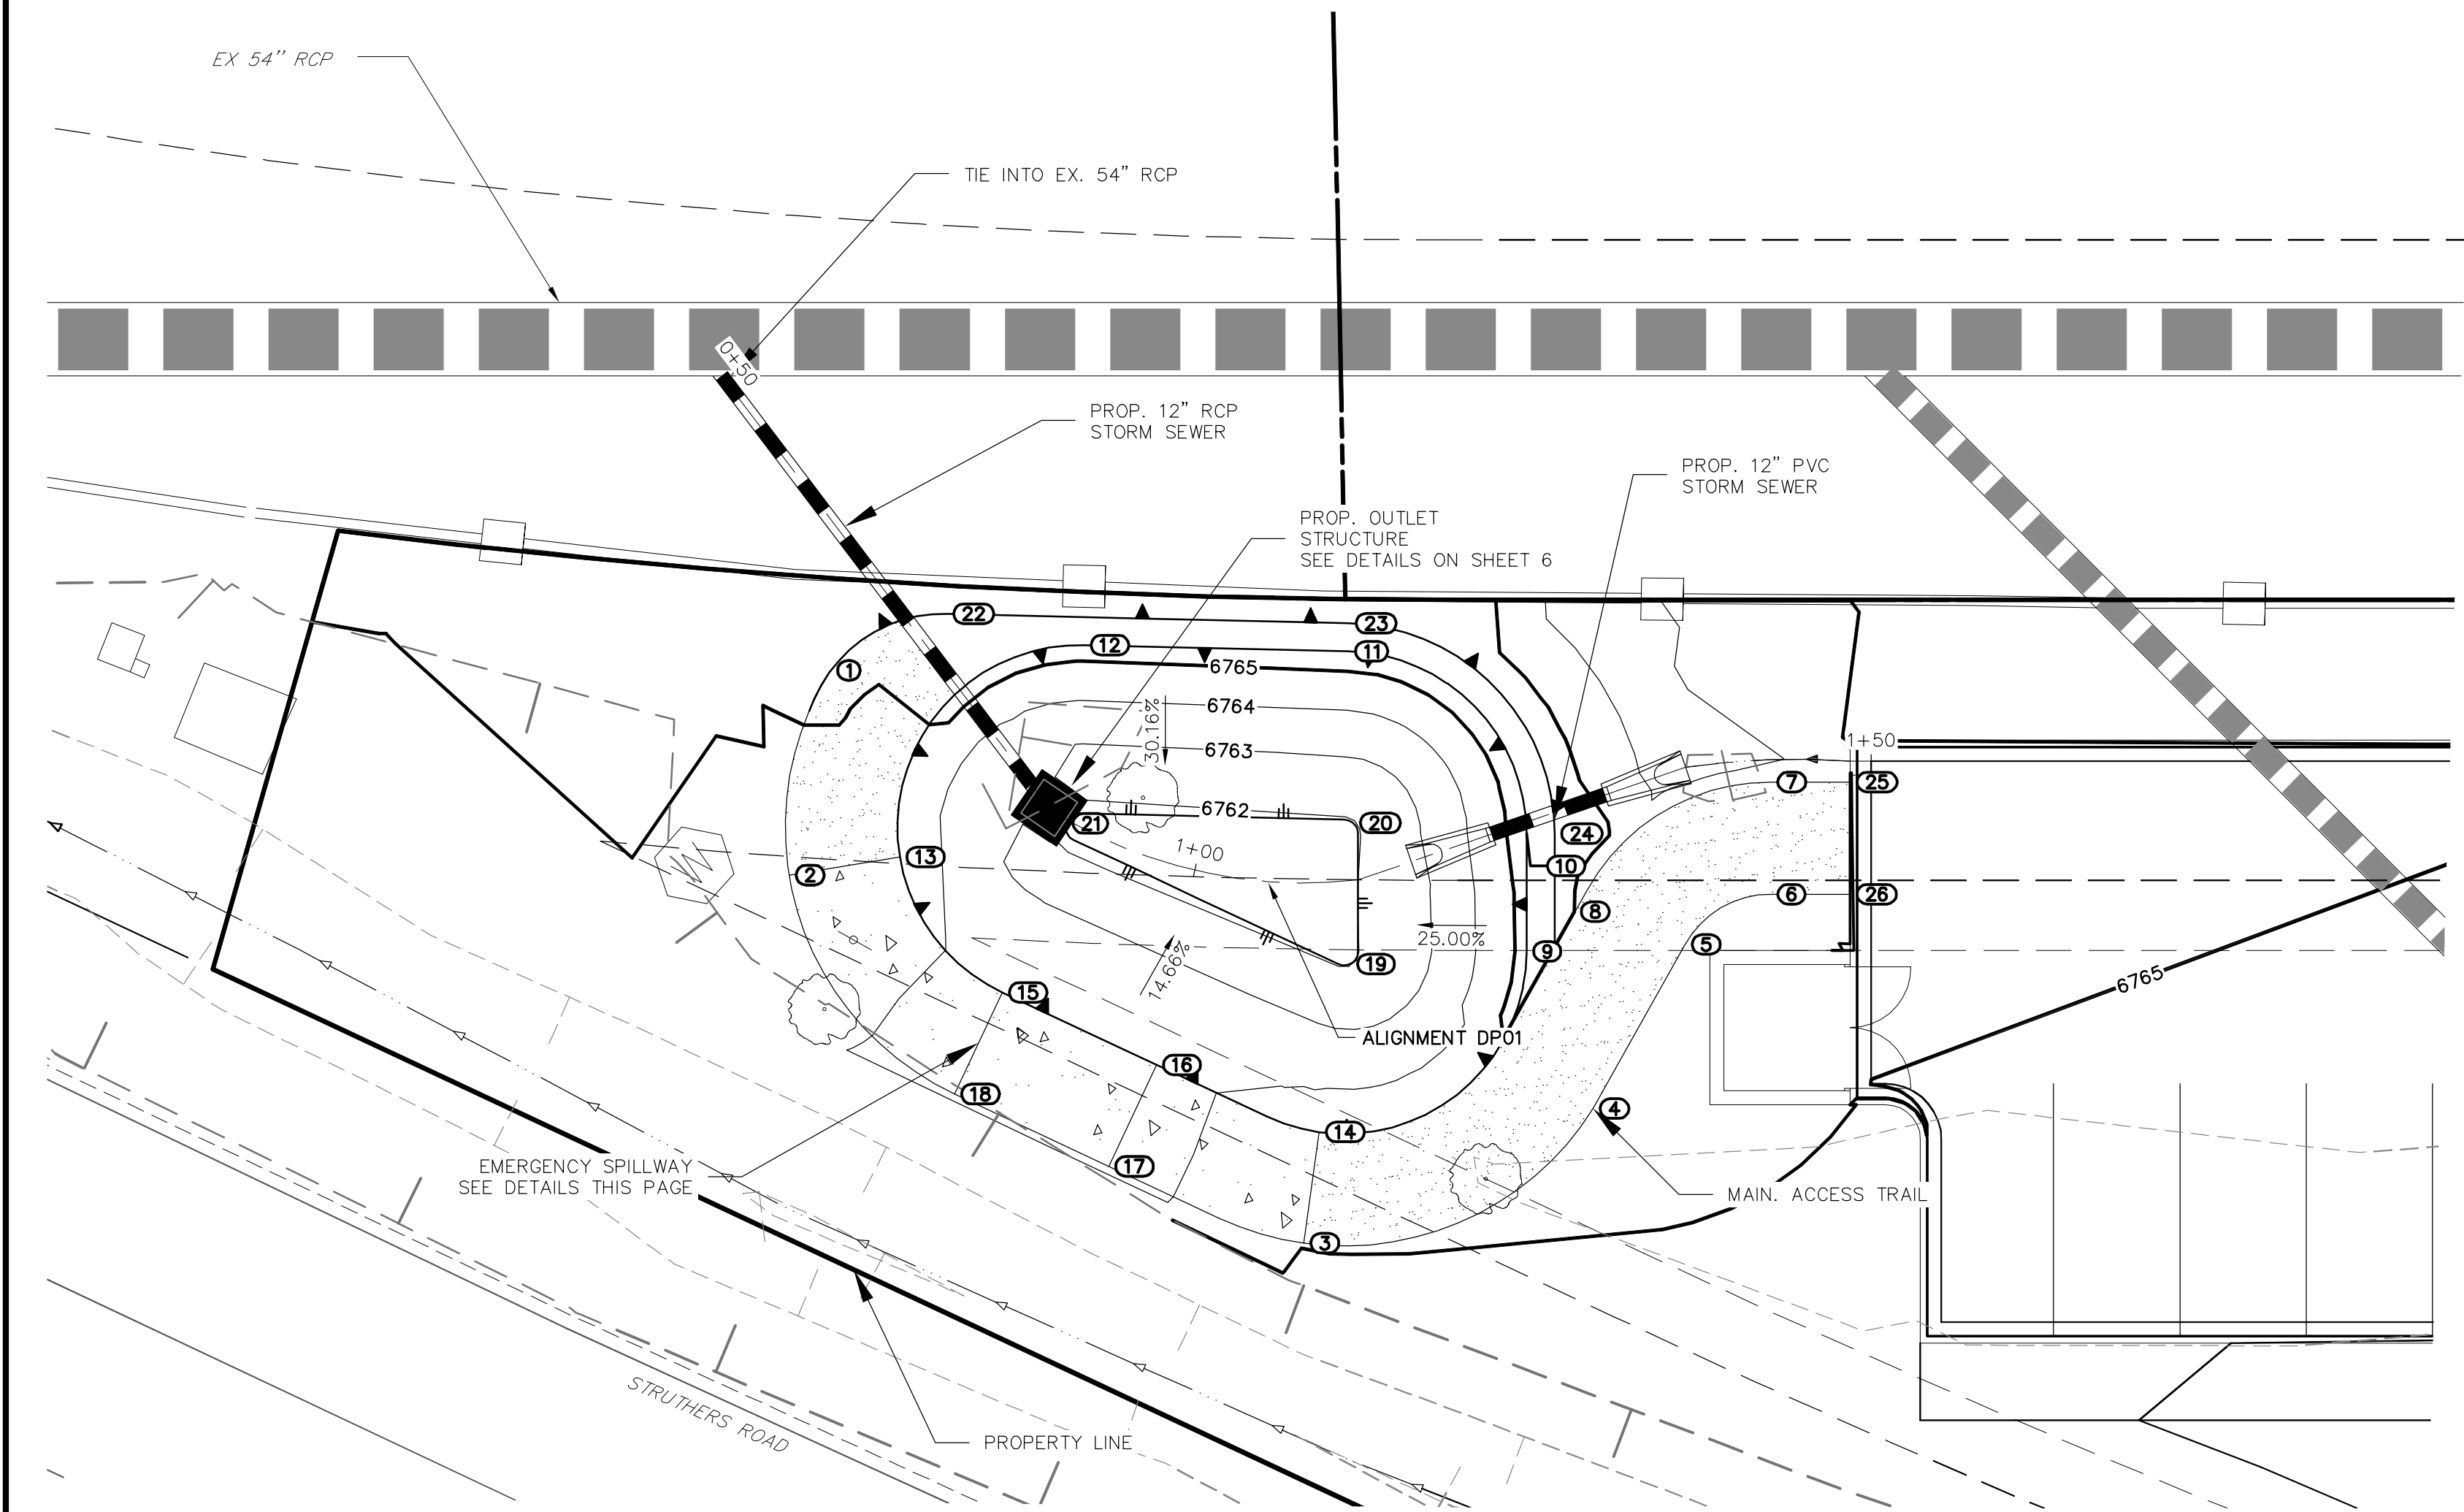 EX 54" RCP
TIE INTO EX. 54" RCP
0+50
PROP. 12" RCP
STORM SEWER
PROP. 12" PVC
STORM SEWER
PROP. OUTLET
STRUCTURE
SEE DETAILS ON SHEET 6
22
23
12
11
1
6765
6764
30.16%
6763
1+50
7
25
6762
21
20
24
1+00
13
10
2
6
26
8
25.00%
5
9
14.66%
19
6765
15
ALIGNMENT DP01
16
18
4
14
EMERGENCY SPILLWAY
SEE DETAILS THIS PAGE
17
MAIN. ACCESS TRAIL
3
STRUTHERS ROAD
PROPERTY LINE